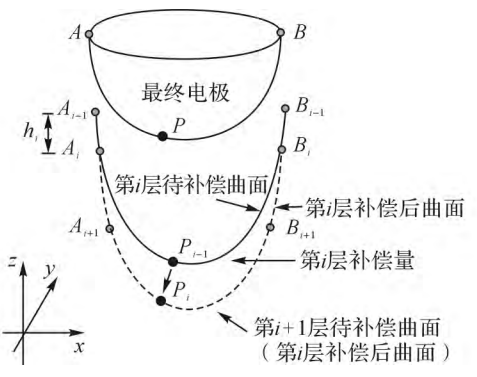 A
B
最终电极
P
A_{i-1}
B_{i-1}
h_i
A_i
B_i
第i层待补偿曲面
第i层补偿后曲面
A_{i+1}
B_{i+1}
P_{i-1}
第i层补偿量
P_i
z
y
x
第i+1层待补偿曲面
（第i层补偿后曲面）